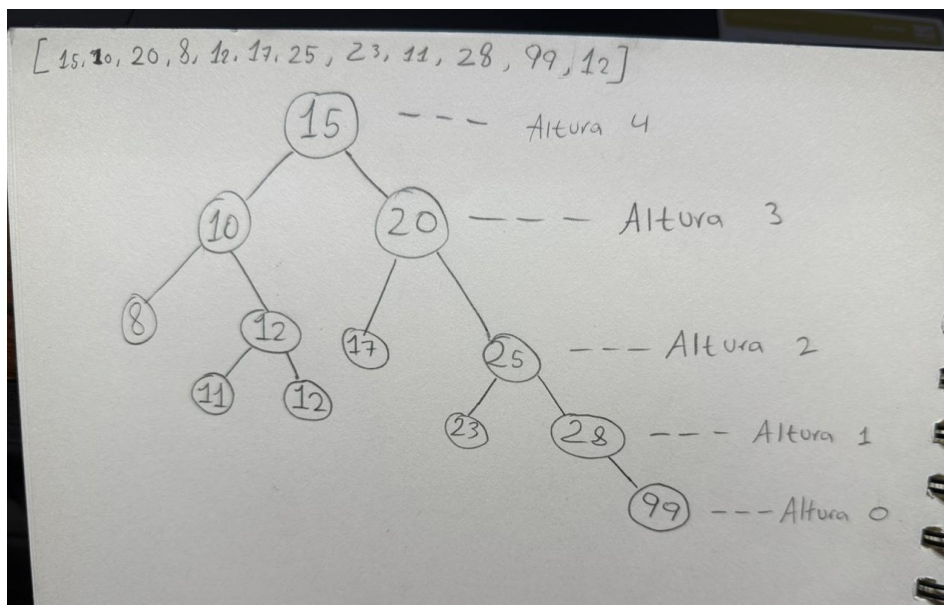 [15, 10, 20, 8, 12, 17, 25, 23, 11, 28, 99, 12]
15 --- Altura 4
10 20 --- Altura 3
8 12 17 25 --- Altura 2
11 12 23 28 --- Altura 1
99 --- Altura 0